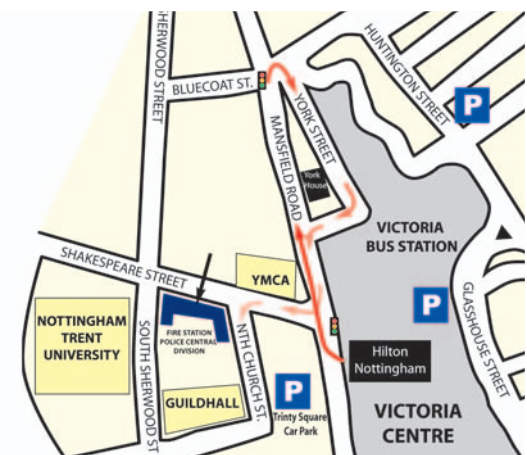 SHERWOOD STREET
BLUECOAT ST.
MANSFIELD ROAD
YORK STREET
HUNTINGTON STREET
P
York
House
VICTORIA
BUS STATION
SHAKESPEARE STREET
YMCA
P
GLASSHOUSE STREET
NOTTINGHAM
TRENT
UNIVERSITY
SOUTH SHERWOOD ST
FIRE STATION
POLICE CENTRAL
DIVISION
NTH CHURCH ST.
GUILDHALL
P
Trinty Square
Car Park
Hilton
Nottingham
VICTORIA
CENTRE